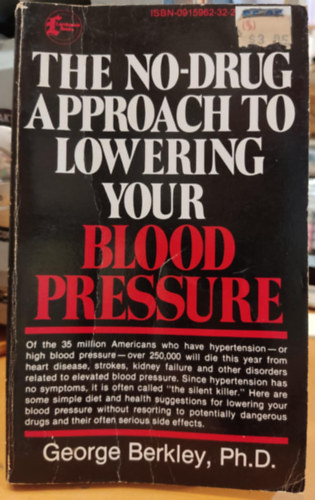 ISBN-0915962-32-2
THE NO-DRUG
APPROACH TO
LOWERING
YOUR
BLOOD
PRESSURE
Of the 35 million Americans who have hypertension—or
high blood pressure—over 250,000 will die this year from
heart disease, strokes, kidney failure and other disorders
related to elevated blood pressure. Since hypertension has
no symptoms, it is often called "the silent killer." Here are
some simple diet and health suggestions for lowering your
blood pressure without resorting to potentially dangerous
drugs and their often serious side effects.
George Berkley, Ph.D.